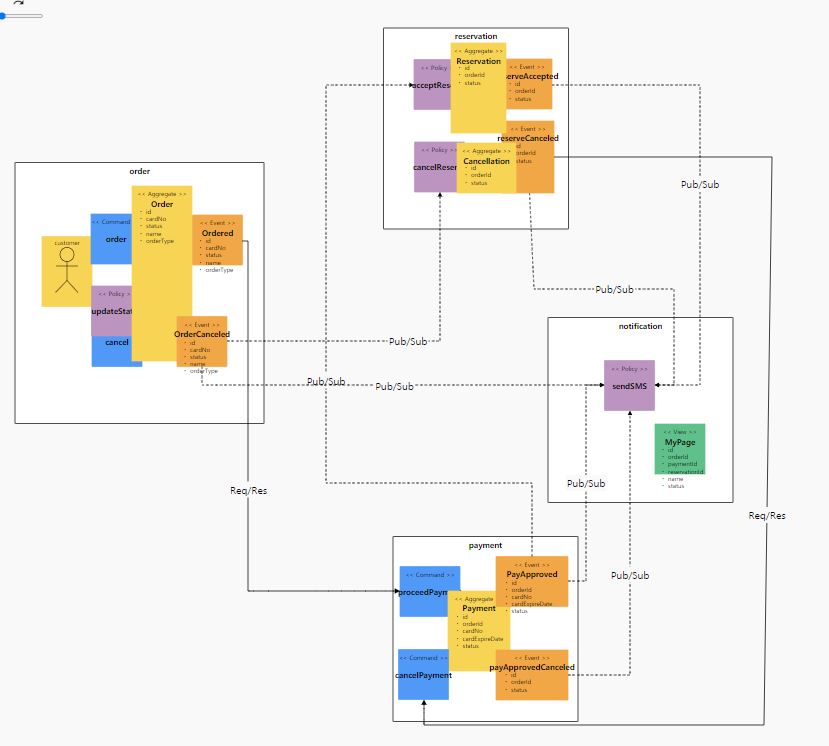 reservation
<< Aggregate >>
Reservation
· id
· orderId
· status
<< Policy
acceptRes
<< Event >>
serveAccepted
· id
· orderId
· status
<< Event >>
reserveCanceled
id
orderId
status
<< Policy >>
cancelReser
<< Aggregate >>
Cancellation
· id
· orderId
· status
Pub/Sub
order
<< Aggregate >>
Order
· id
· cardNo
· status
· name
· orderType
<< Command
order
<< Event >>
Ordered
· id
· cardNo
· status
· name
· orderType
customer
<< Policy >
updateStat
cancel
<< Event >>
OrderCanceled
· id
· cardNo
· status
· name
· orderType
Pub/Sub
Pub/Sub
Pub/Sub
Pub/Sub
notification
<< Policy >>
sendSMS
<< View >>
MyPage
· id
· orderId
· paymentId
· reservationId
· name
· status
Pub/Sub
Req/Res
Req/Res
Pub/Sub
payment
<< Command >>
proceedPaym
<< Event >>
PayApproved
· id
· orderId
· cardNo
· cardExpireDate
· status
<< Aggregate
Payment
· id
· orderId
· cardNo
· cardExpireDate
· status
<< Command >>
cancelPayment
<< Event >>
payApprovedCanceled
· id
· orderId
· status